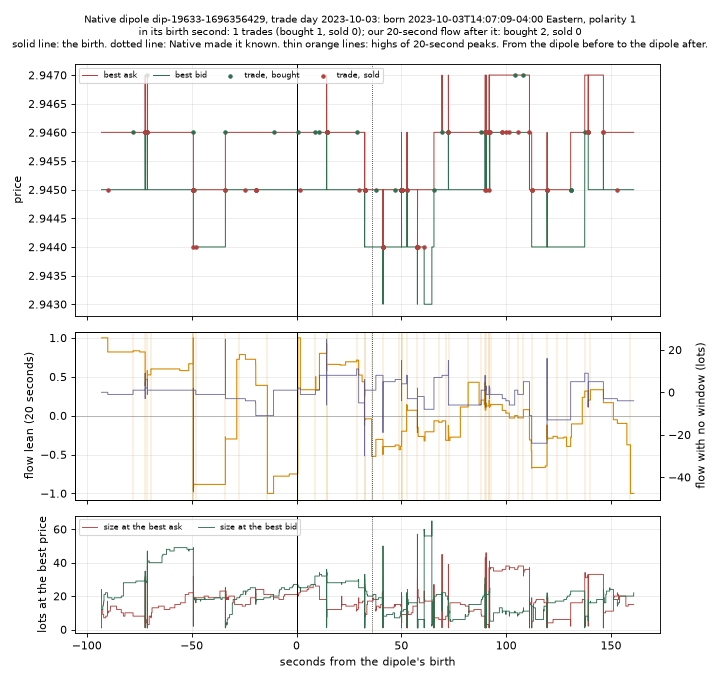 Native dipole dip-19633-1696356429, trade day 2023-10-03: born 2023-10-03T14:07:09-04:00 Eastern, polarity 1
in its birth second: 1 trades (bought 1, sold 0); our 20-second flow after it: bought 2, sold 0
solid line: the birth. dotted line: Native made it known. thin orange lines: highs of 20-second peaks. From the dipole before to the dipole after.
best ask
best bid
trade, bought
trade, sold
2.9470
2.9465
2.9460
2.9455
2.9450
2.9445
2.9440
2.9435
2.9430
price
1.0
0.5
0.0
−0.5
−1.0
flow lean (20 seconds)
20
0
−20
−40
flow with no window (lots)
size at the best ask
size at the best bid
60
40
20
0
lots at the best price
−100
−50
0
50
100
150
seconds from the dipole's birth